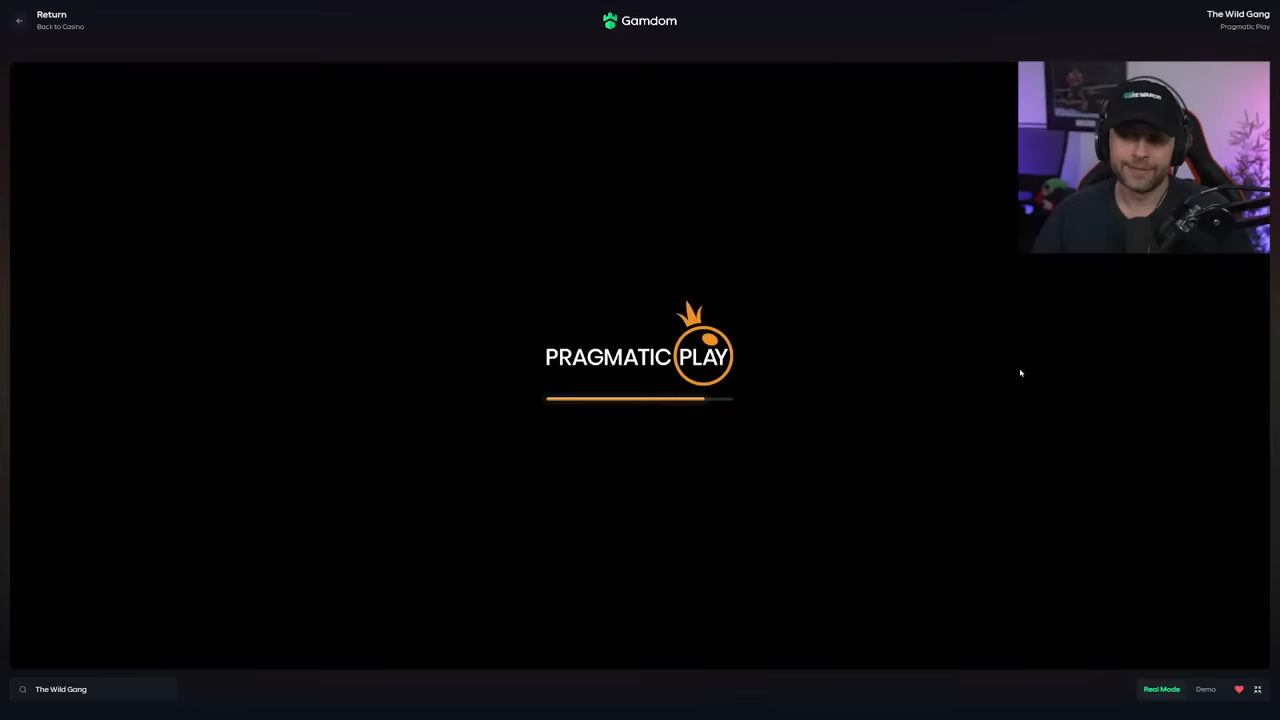 Return
Back to Casino
Gamdom
The Wild Gang
Pragmatic Play
PRAGMATIC PLAY
The Wild Gang
Real Mode
Demo